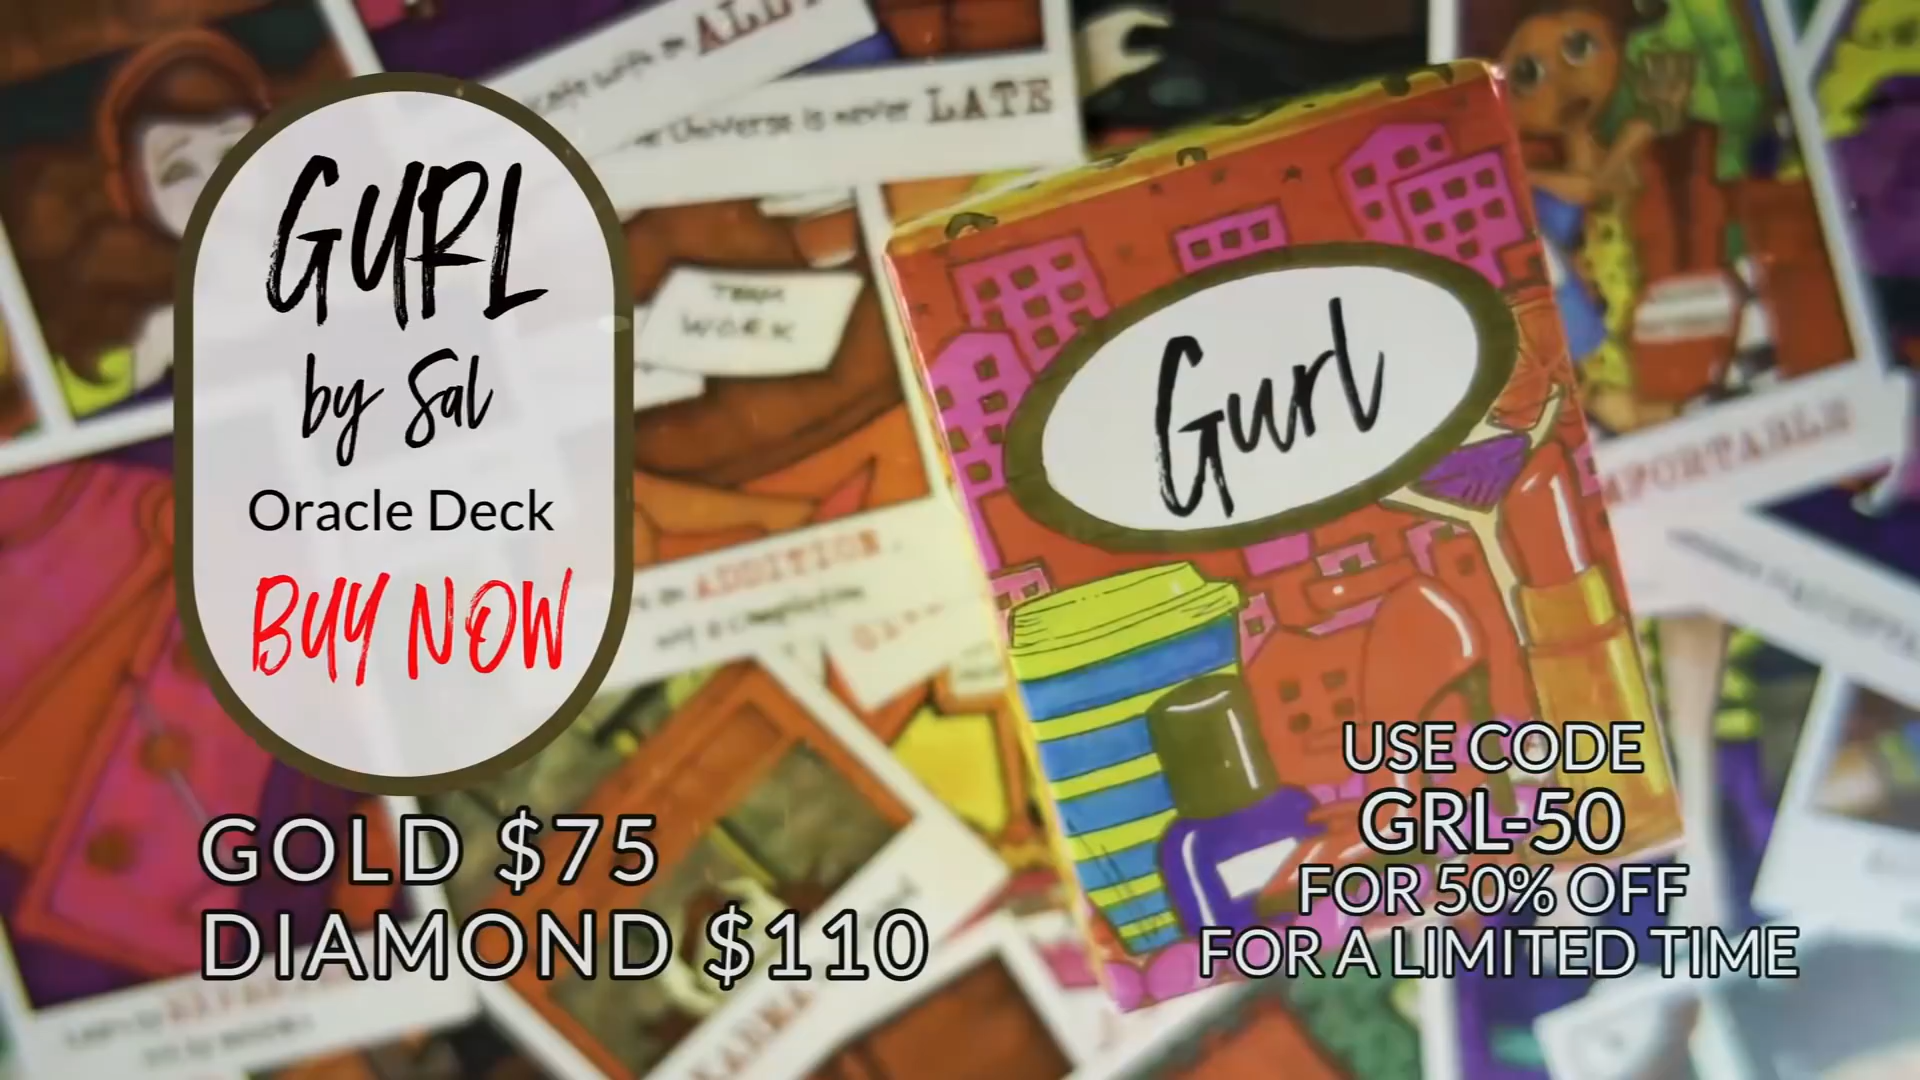 GURL
by Sal
Oracle Deck
BUY NOW
GOLD $75
DIAMOND $110
Universe is never LATE
TEAM
WORK
Gurl
ADDITION
USE CODE
GRL-50
FOR 50% OFF
FOR A LIMITED TIME